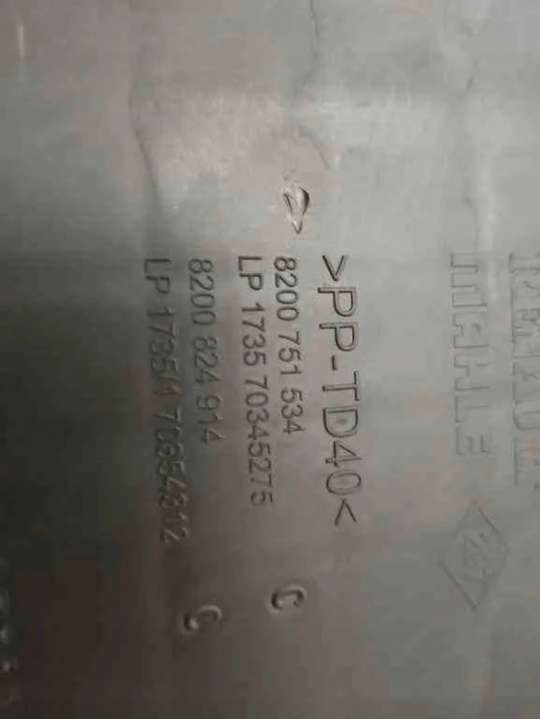 mAHLE
>PP-TD40<
8200 751 534 C
LP 1735 70345275
8200 824 914 C